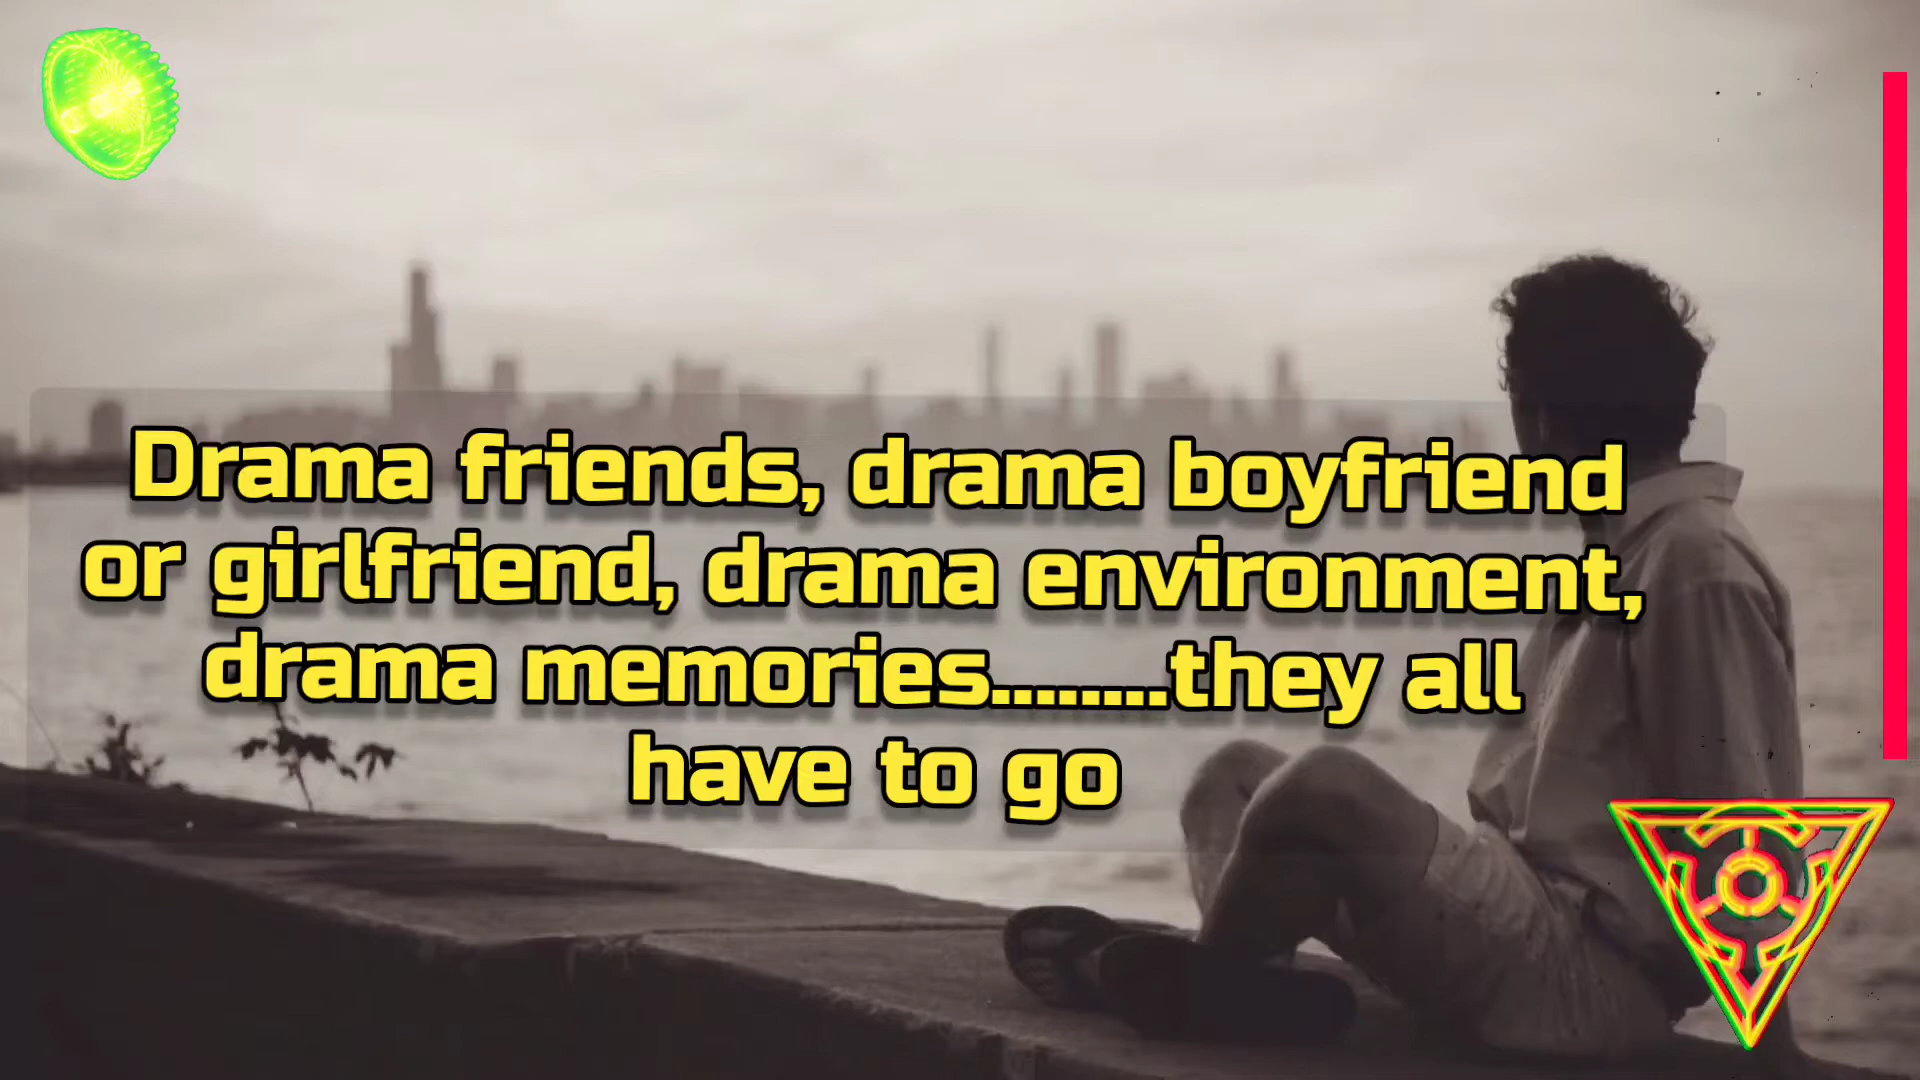 Drama friends, drama boyfriend
or girlfriend, drama environment,
drama memories........they all
have to go